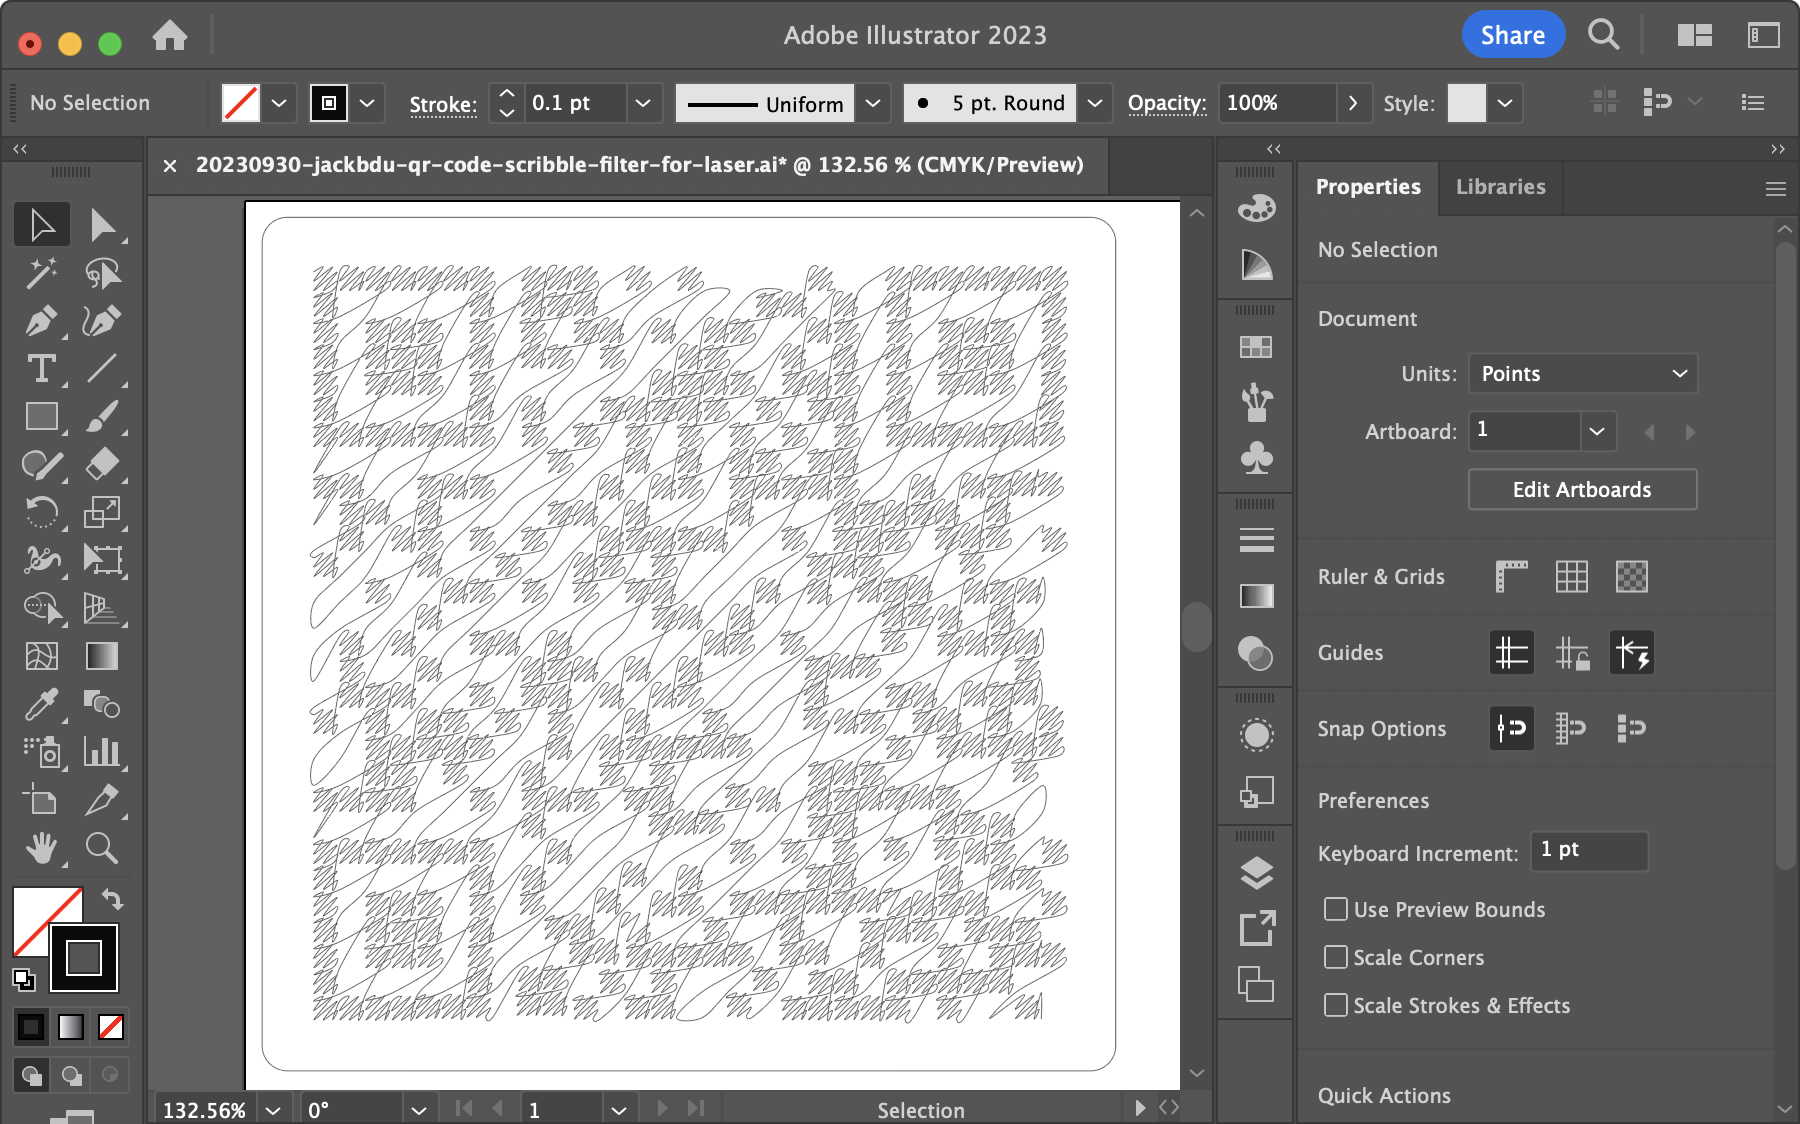 Adobe Illustrator 2023
Share
No Selection
Stroke:
0.1 pt
Uniform
5 pt. Round
Opacity:
100%
Style:
20230930-jackbdu-qr-code-scribble-filter-for-laser.ai* @ 132.56 % (CMYK/Preview)
Properties
Libraries
No Selection
Document
Units:
Points
Artboard:
1
Edit Artboards
Ruler & Grids
Guides
Snap Options
Preferences
Keyboard Increment:
1 pt
Use Preview Bounds
Scale Corners
Scale Strokes & Effects
Quick Actions
132.56%
0°
1
Selection